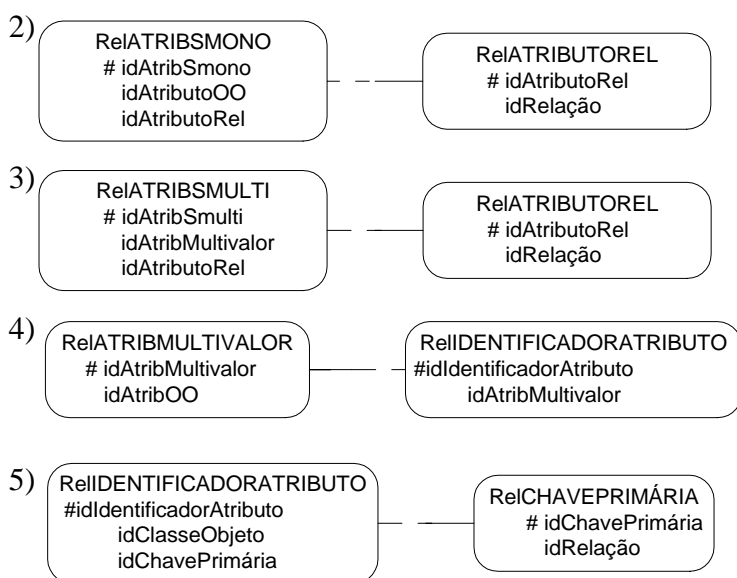 2)
RelATRIBSMONO
# idAtribSmono
idAtributoOO
idAtributoRel
RelATRIBUTOREL
# idAtributoRel
idRelação
3)
RelATRIBSMULTI
# idAtribSmulti
idAtribMultivalor
idAtributoRel
RelATRIBUTOREL
# idAtributoRel
idRelação
4)
RelATRIBMULTIVALOR
# idAtribMultivalor
idAtribOO
RelIDENTIFICADORATRIBUTO
#idIdentificadorAtributo
idAtribMultivalor
5)
RelIDENTIFICADORATRIBUTO
#idIdentificadorAtributo
idClasseObjeto
idChavePrimária
RelCHAVEPRIMÁRIA
# idChavePrimária
idRelação